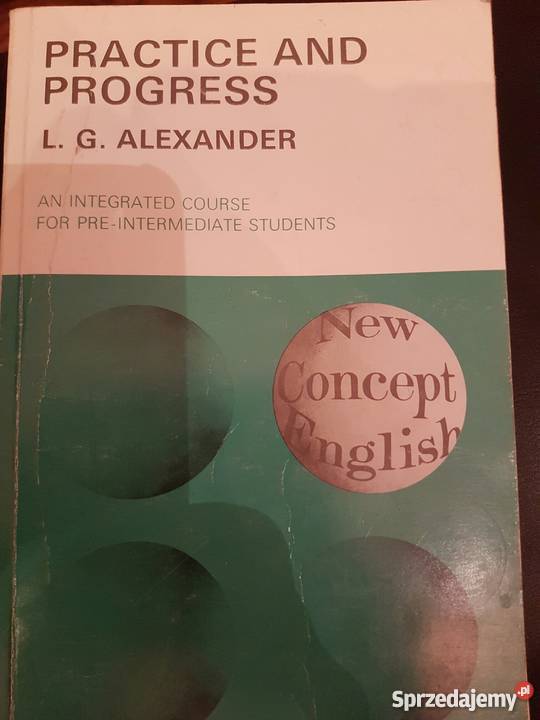 PRACTICE AND
PROGRESS
L. G. ALEXANDER
AN INTEGRATED COURSE
FOR PRE-INTERMEDIATE STUDENTS
New
Concept
English
Sprzedajemy.pl